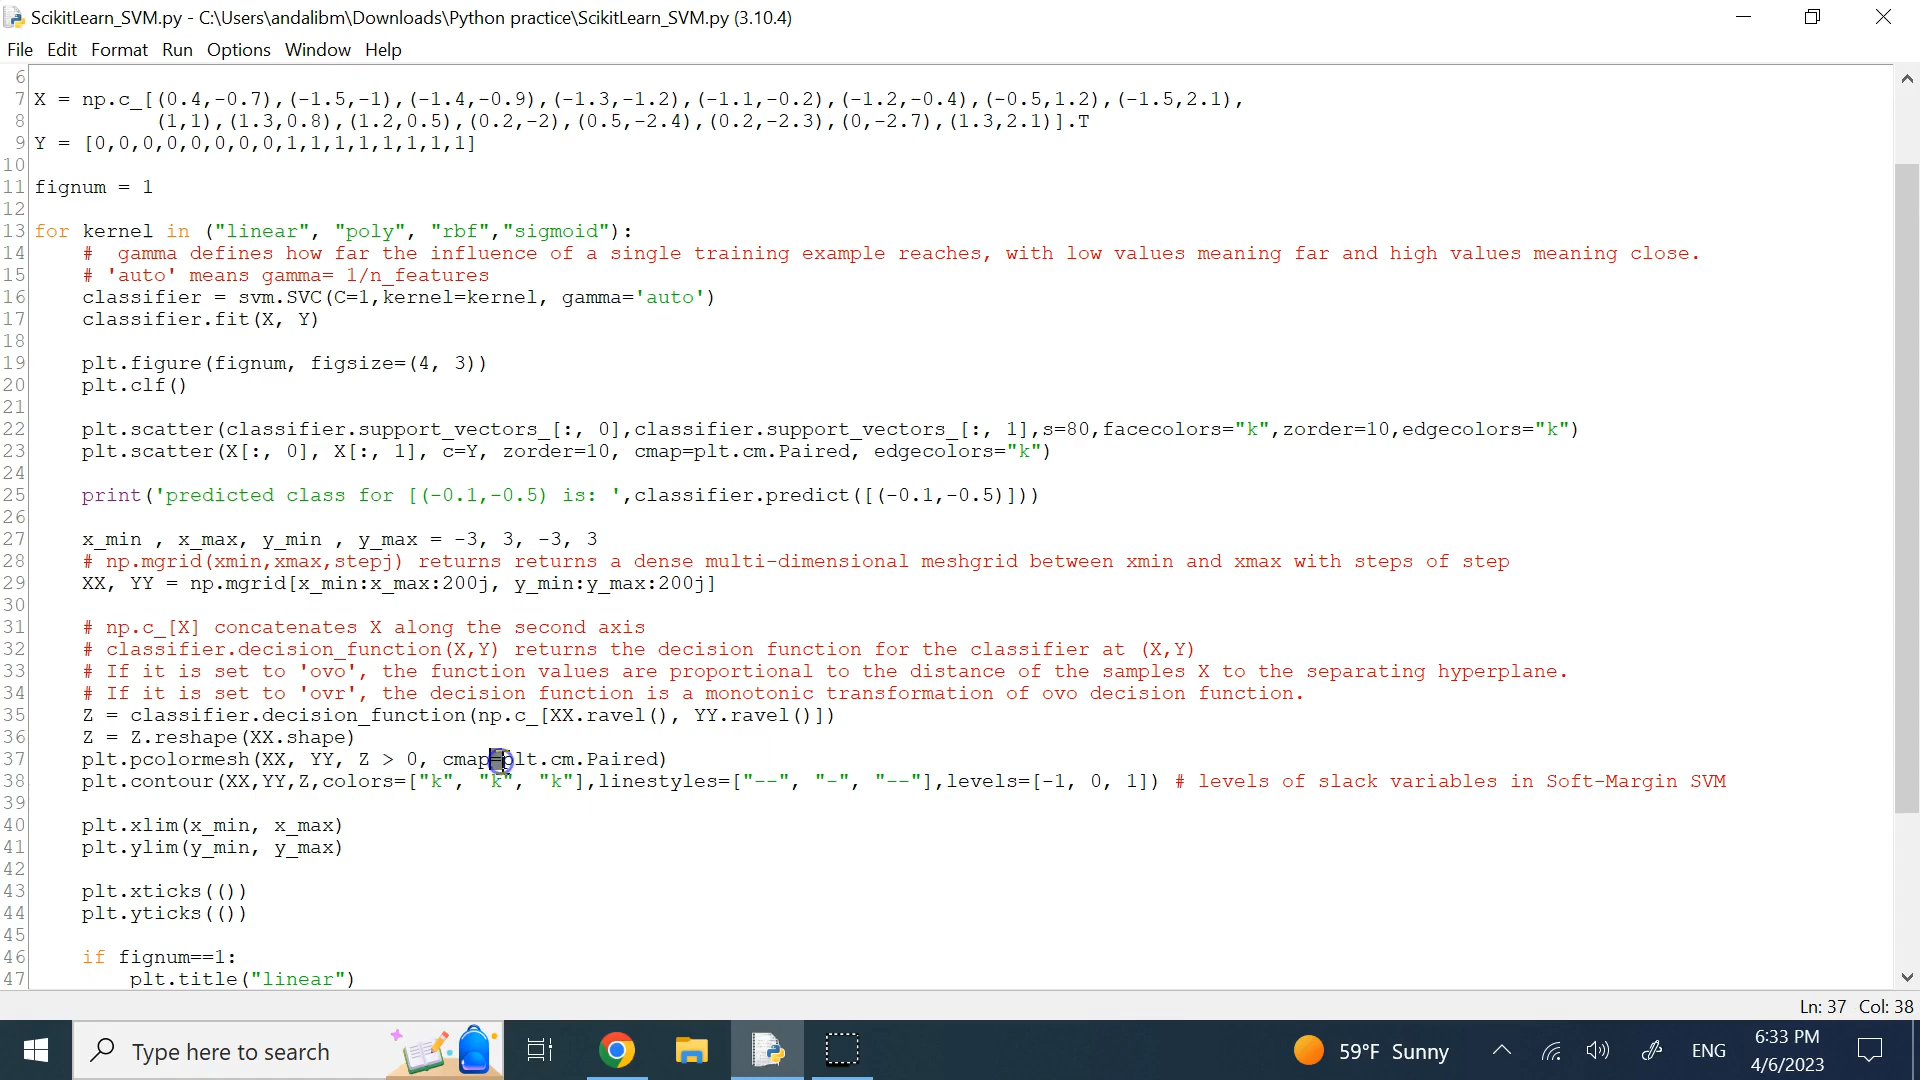 ScikitLearn_SVM.py - C:\Users\andalibm\Downloads\Python practice\ScikitLearn_SVM.py (3.10.4)
File Edit Format Run Options Window Help
6
7 X = np.c_[(0.4,-0.7),(-1.5,-1),(-1.4,-0.9),(-1.3,-1.2),(-1.1,-0.2),(-1.2,-0.4),(-0.5,1.2),(-1.5,2.1),
8 (1,1),(1.3,0.8),(1.2,0.5),(0.2,-2),(0.5,-2.4),(0.2,-2.3),(0,-2.7),(1.3,2.1)].T
9 Y = [0,0,0,0,0,0,0,0,1,1,1,1,1,1,1,1]
10
11 fignum = 1
12
13 for kernel in ("linear", "poly", "rbf","sigmoid"):
14 #  gamma defines how far the influence of a single training example reaches, with low values meaning far and high values meaning close.
15 # 'auto' means gamma= 1/n_features
16 classifier = svm.SVC(C=1,kernel=kernel, gamma='auto')
17 classifier.fit(X, Y)
18
19 plt.figure(fignum, figsize=(4, 3))
20 plt.clf()
21
22 plt.scatter(classifier.support_vectors_[:, 0],classifier.support_vectors_[:, 1],s=80,facecolors="k",zorder=10,edgecolors="k")
23 plt.scatter(X[:, 0], X[:, 1], c=Y, zorder=10, cmap=plt.cm.Paired, edgecolors="k")
24
25 print('predicted class for [(-0.1,-0.5) is: ',classifier.predict([(-0.1,-0.5)]))
26
27 x_min , x_max, y_min , y_max = -3, 3, -3, 3
28 # np.mgrid(xmin,xmax,stepj) returns returns a dense multi-dimensional meshgrid between xmin and xmax with steps of step
29 XX, YY = np.mgrid[x_min:x_max:200j, y_min:y_max:200j]
30
31 # np.c_[X] concatenates X along the second axis
32 # classifier.decision_function(X,Y) returns the decision function for the classifier at (X,Y)
33 # If it is set to 'ovo', the function values are proportional to the distance of the samples X to the separating hyperplane.
34 # If it is set to 'ovr', the decision function is a monotonic transformation of ovo decision function.
35 Z = classifier.decision_function(np.c_[XX.ravel(), YY.ravel()])
36 Z = Z.reshape(XX.shape)
37 plt.pcolormesh(XX, YY, Z > 0, cmap=plt.cm.Paired)
38 plt.contour(XX,YY,Z,colors=["k", "k", "k"],linestyles=["--", "-", "--"],levels=[-1, 0, 1]) # levels of slack variables in Soft-Margin SVM
39
40 plt.xlim(x_min, x_max)
41 plt.ylim(y_min, y_max)
42
43 plt.xticks(())
44 plt.yticks(())
45
46 if fignum==1:
47 plt.title("linear")
Ln: 37 Col: 38
Type here to search
59°F Sunny
ENG
6:33 PM
4/6/2023